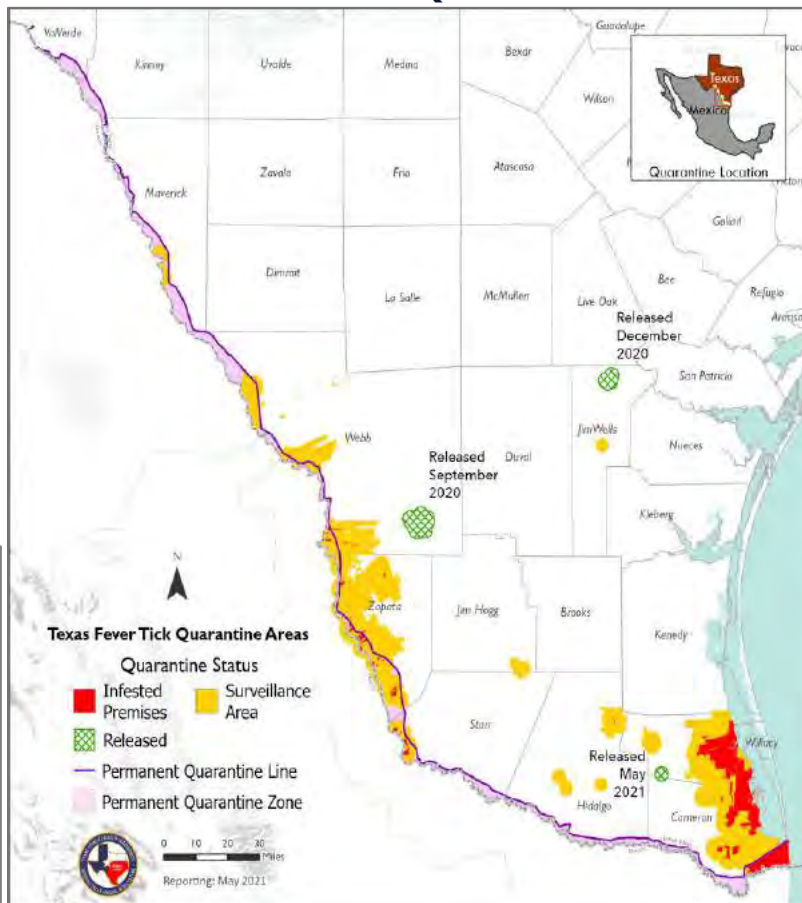 ValVerde
Kinney
Uvalde
Medina
Bexar
Guadalupe
Wilson
Texas
Mexico
Quarantine Location
Maverick
Zavala
Frio
Atascosa
Goliad
Bee
Refugio
Dimmit
La Salle
McMullen
Live Oak
Released
December
2020
San Patricio
Webb
Duval
Jim Wells
Nueces
Released
September
2020
Kleberg
N
Zapata
Jim Hogg
Brooks
Kenedy
Texas Fever Tick Quarantine Areas
Quarantine Status
Infested
Premises
Surveillance
Area
Released
Permanent Quarantine Line
Permanent Quarantine Zone
Starr
Willacy
Released
May
2021
Hidalgo
Cameron
0 10 20 30
Miles
Reporting: May 2021